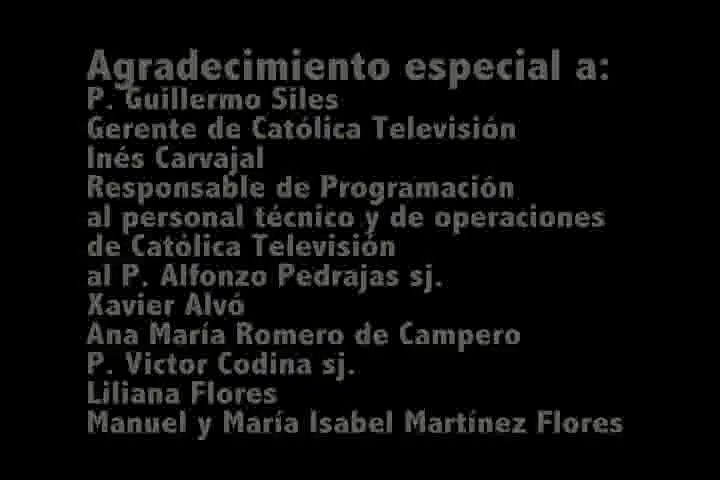 Agradecimiento especial a:
P. Guillermo Siles
Gerente de Católica Televisión
Inés Carvajal
Responsable de Programación
al personal técnico y de operaciones
de Católica Televisión
al P. Alfonzo Pedrajas sj.
Xavier Alvó
Ana María Romero de Campero
P. Victor Codina sj.
Liliana Flores
Manuel y María Isabel Martínez Flores